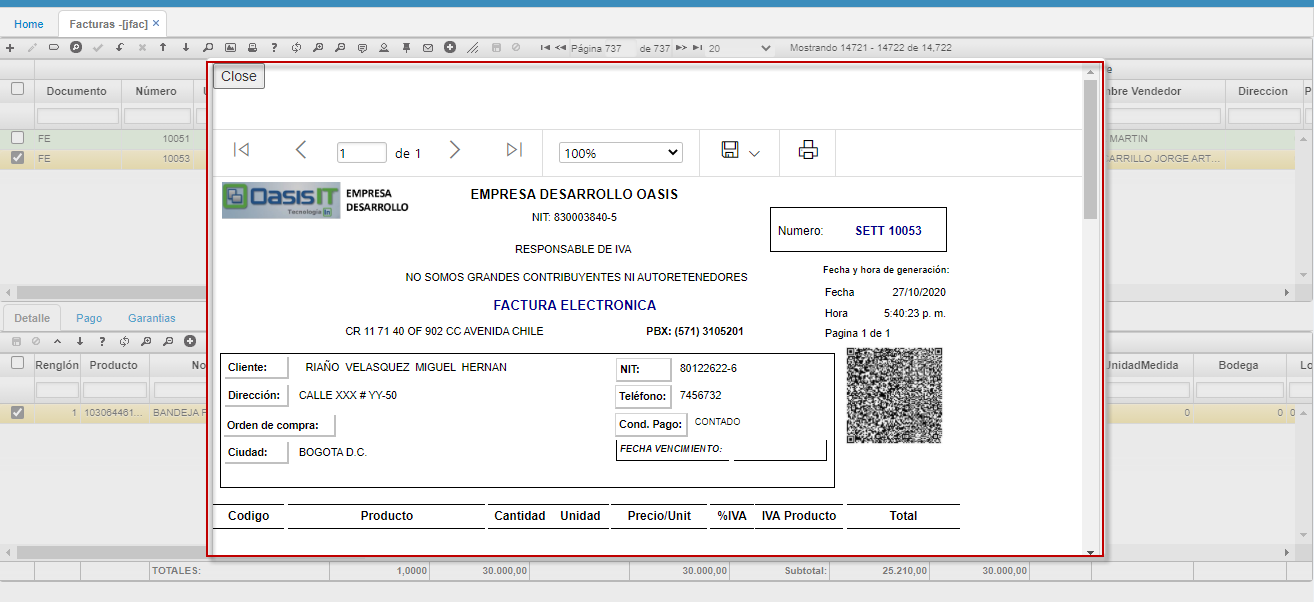 Home Facturas -[jfac] ×
Página 737 de 737 20 Mostrando 14721 - 14722 de 14,722
Close
Documento Número
Vendedor Direccion
FE 10051 MARTIN
FE 10053 CARRILLO JORGE ART...
1 de 1 100%
OasisIT
Tecnología
EMPRESA
DESARROLLO
EMPRESA DESARROLLO OASIS
NIT: 830003840-5
Numero: SETT 10053
RESPONSABLE DE IVA
NO SOMOS GRANDES CONTRIBUYENTES NI AUTORETENEDORES
Fecha y hora de generación:
Fecha 27/10/2020
FACTURA ELECTRONICA
Hora 5:40:23 p. m.
CR 11 71 40 OF 902 CC AVENIDA CHILE PBX: (571) 3105201
Pagina 1 de 1
Detalle Pago Garantias
Renglón Producto No
UnidadMedida Bodega Lo
1 103064461... BANDEJA P
0 0 0
Cliente: RIAÑO VELASQUEZ MIGUEL HERNAN NIT: 80122622-6
Dirección: CALLE XXX # YY-50 Teléfono: 7456732
Orden de compra: Cond. Pago: CONTADO
Ciudad: BOGOTA D.C. FECHA VENCIMIENTO:
Codigo Producto Cantidad Unidad Precio/Unit %IVA IVA Producto Total
TOTALES: 1,0000 30.000,00 30.000,00 Subtotal: 25.210,00 30.000,00